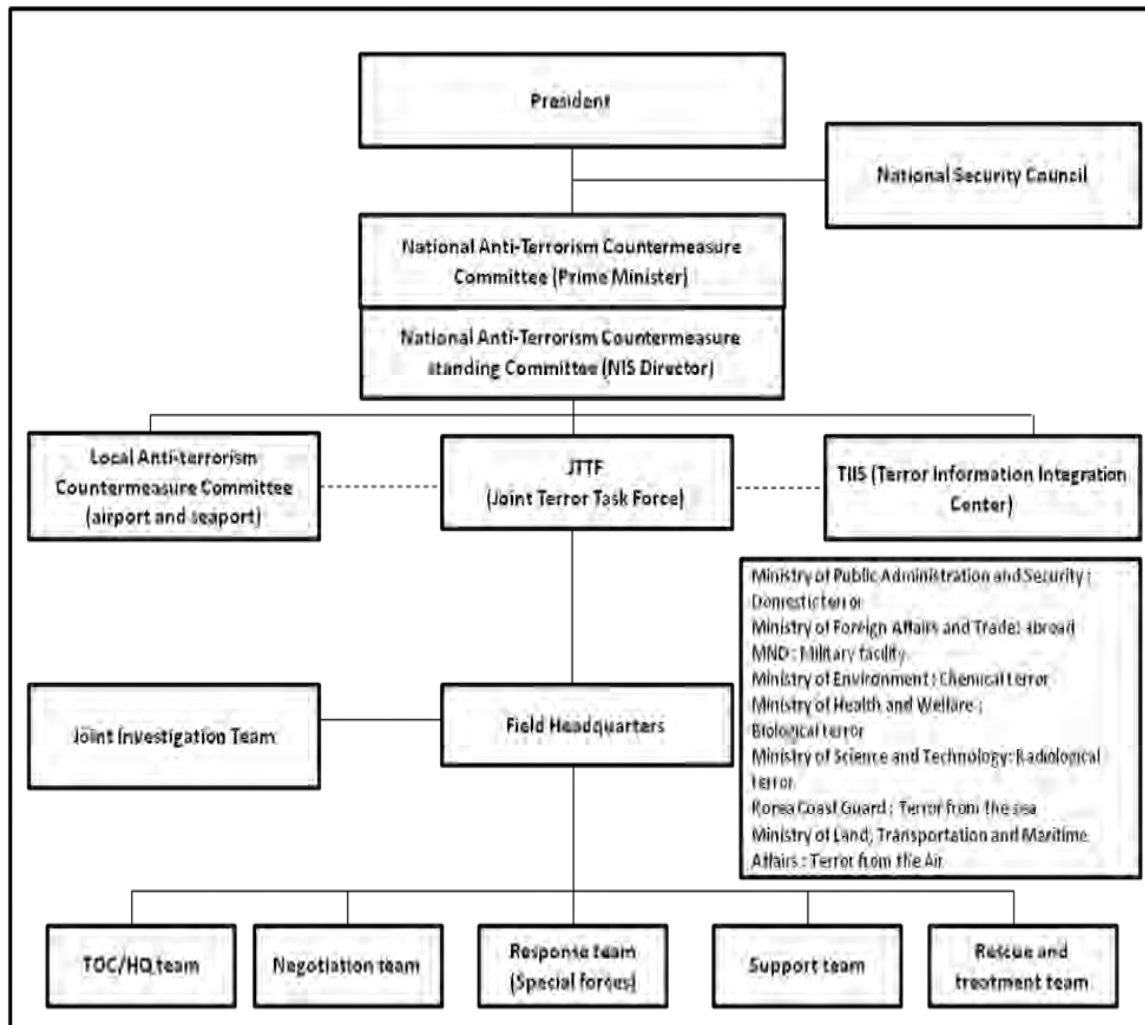 President
National Security Council
National Anti-Terrorism Countermeasure
Committee (Prime Minister)
National Anti-Terrorism Countermeasure
standing Committee (NIS Director)
Local Anti-terrorism
Countermeasure Committee
(airport and seaport)
JTTF
(Joint Terror Task Force)
TIIS (Terror Information Integration
Center)
Ministry of Public Administration and Security :
Domestic terror
Ministry of Foreign Affairs and Trade: abroad
MND : Military facility
Ministry of Environment : Chemical terror
Ministry of Health and Welfare :
Biological terror
Ministry of Science and Technology: Radiological
terror
Korea Coast Guard : Terror from the sea
Ministry of Land, Transportation and Maritime
Affairs : Terror from the Air
Joint Investigation Team
Field Headquarters
TOC/HQ team
Negotiation team
Response team
(Special forces)
Support team
Rescue and
treatment team